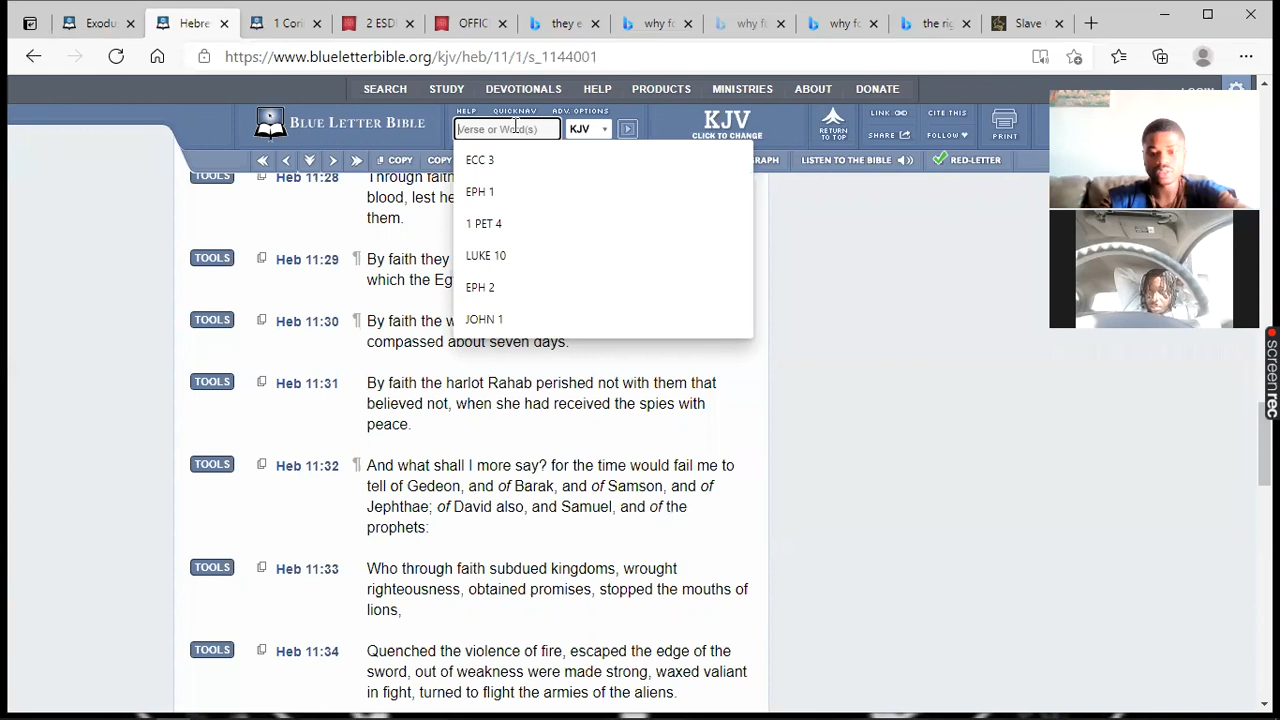 Exodu
Hebre
1 Cori
2 ESDI
OFFIC
they e
why fo
why fo
why fo
the rig
Slave
https://www.blueletterbible.org/kjv/heb/11/1/s_1144001
SEARCH STUDY DEVOTIONALS HELP PRODUCTS MINISTRIES ABOUT DONATE
HELP QUICKNAV ADV. OPTIONS
BLUE LETTER BIBLE
Verse or Word(s)
KJV
KJV
CLICK TO CHANGE
RETURN
TO TOP
LINK
CITE THIS
SHARE
FOLLOW
PRINT
COPY
COPY
GRAPH
LISTEN TO THE BIBLE
RED-LETTER
ECC 3
EPH 1
1 PET 4
LUKE 10
EPH 2
JOHN 1
TOOLS Heb 11:28 Through faith
blood, lest he
them.
TOOLS Heb 11:29 ¶ By faith they
which the Eg
TOOLS Heb 11:30 ¶ By faith the w
compassed about seven days.
TOOLS Heb 11:31 By faith the harlot Rahab perished not with them that
believed not, when she had received the spies with
peace.
TOOLS Heb 11:32 ¶ And what shall I more say? for the time would fail me to
tell of Gedeon, and of Barak, and of Samson, and of
Jephthae; of David also, and Samuel, and of the
prophets:
TOOLS Heb 11:33 Who through faith subdued kingdoms, wrought
righteousness, obtained promises, stopped the mouths of
lions,
TOOLS Heb 11:34 Quenched the violence of fire, escaped the edge of the
sword, out of weakness were made strong, waxed valiant
in fight, turned to flight the armies of the aliens.
screenrec